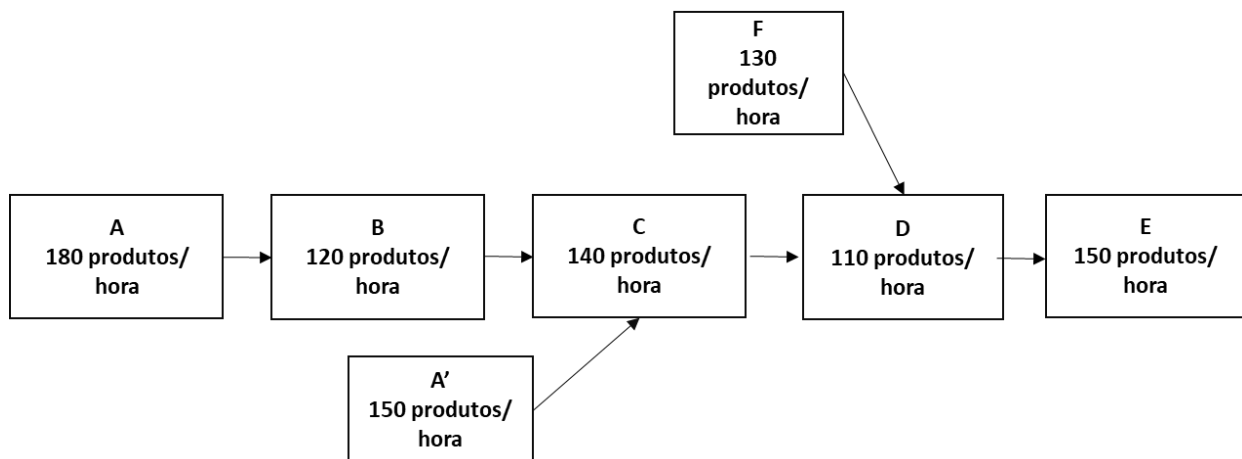 F
130
produtos/
hora
A
180 produtos/
hora
B
120 produtos/
hora
C
140 produtos/
hora
D
110 produtos/
hora
E
150 produtos/
hora
A’
150 produtos/
hora